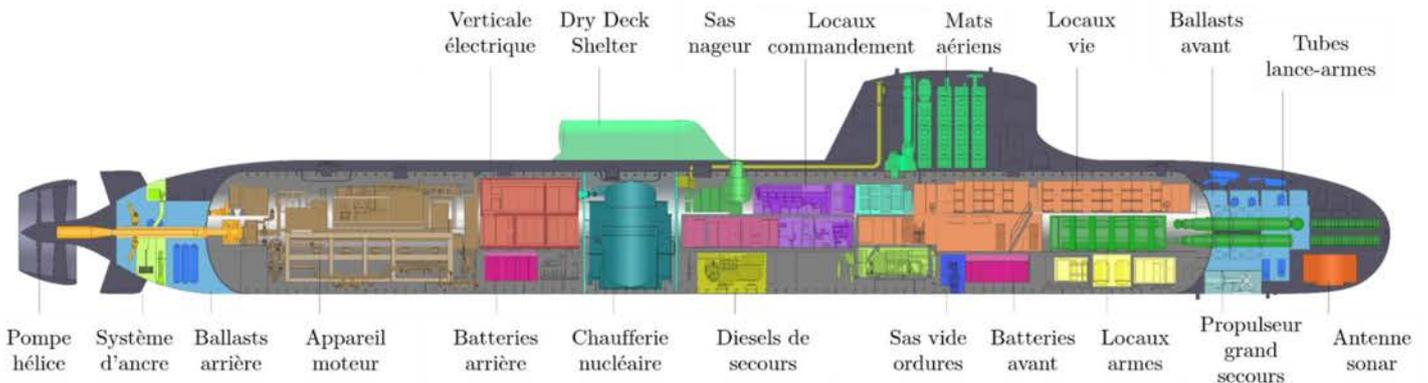 Verticale
électrique
Dry Deck
Shelter
Sas
nageur
Locaux
commandement
Mats
aériens
Locaux
vie
Ballasts
avant
Tubes
lance-armes
Pompe
hélice
Système
d'ancre
Ballasts
arrière
Appareil
moteur
Batteries
arrière
Chaufferie
nucléaire
Diesels de
secours
Sas vide
ordures
Batteries
avant
Locaux
armes
Propulseur
grand
secours
Antenne
sonar